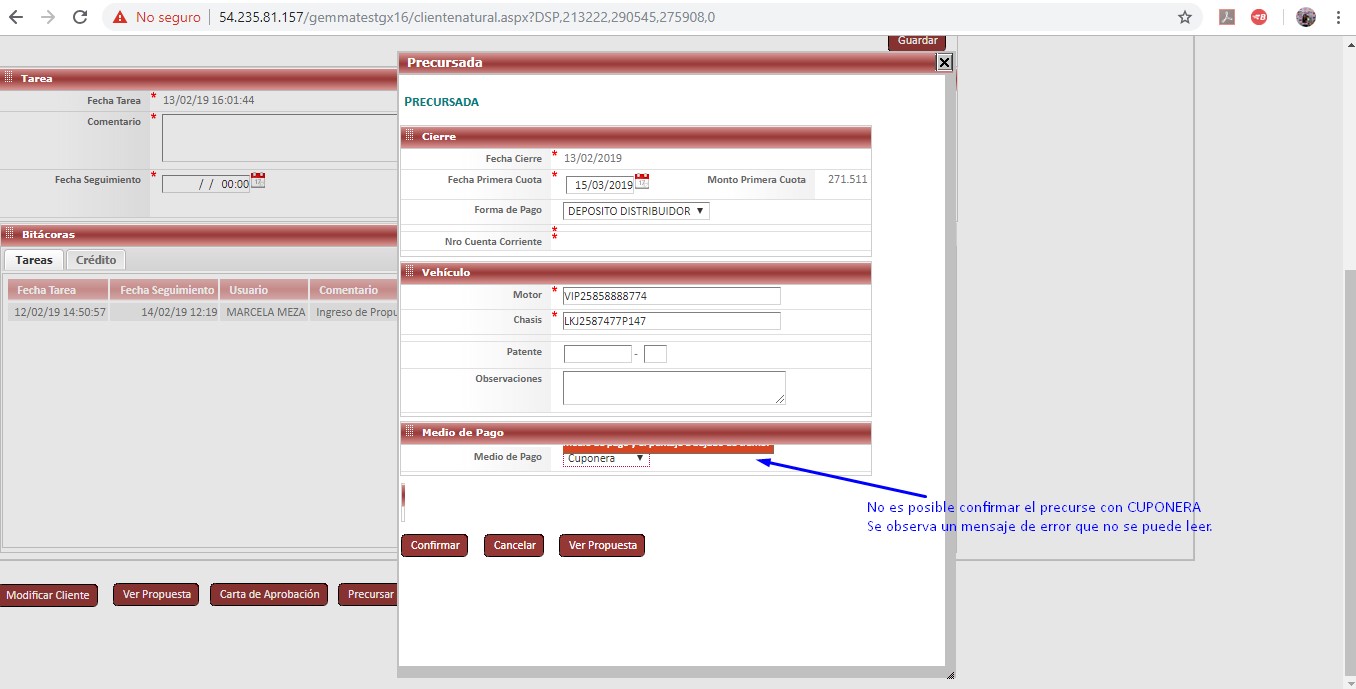 No seguro 54.235.81.157/gemmatestgx16/clientenatural.aspx?DSP,213222,290545,275908,0
Guardar
Tarea
Fecha Tarea * 13/02/19 16:01:44
Comentario *
Fecha Seguimiento * / / 00:00
Bitácoras
Tareas Crédito
Fecha Tarea Fecha Seguimiento Usuario Comentario
12/02/19 14:50:57 14/02/19 12:19 MARCELA MEZA Ingreso de Propu
Modificar Cliente Ver Propuesta Carta de Aprobación Precursar
Precursada
PRECURSADA
Cierre
Fecha Cierre * 13/02/2019
Fecha Primera Cuota * 15/03/2019 Monto Primera Cuota 271.511
Forma de Pago DEPOSITO DISTRIBUIDOR
*
Nro Cuenta Corriente *
Vehículo
Motor * VIP25858888774
Chasis * LKJ2587477P147
Patente -
Observaciones
Medio de Pago
Medio de Pago Cuponera
Confirmar Cancelar Ver Propuesta
No es posible confirmar el precurse con CUPONERA
Se observa un mensaje de error que no se puede leer.